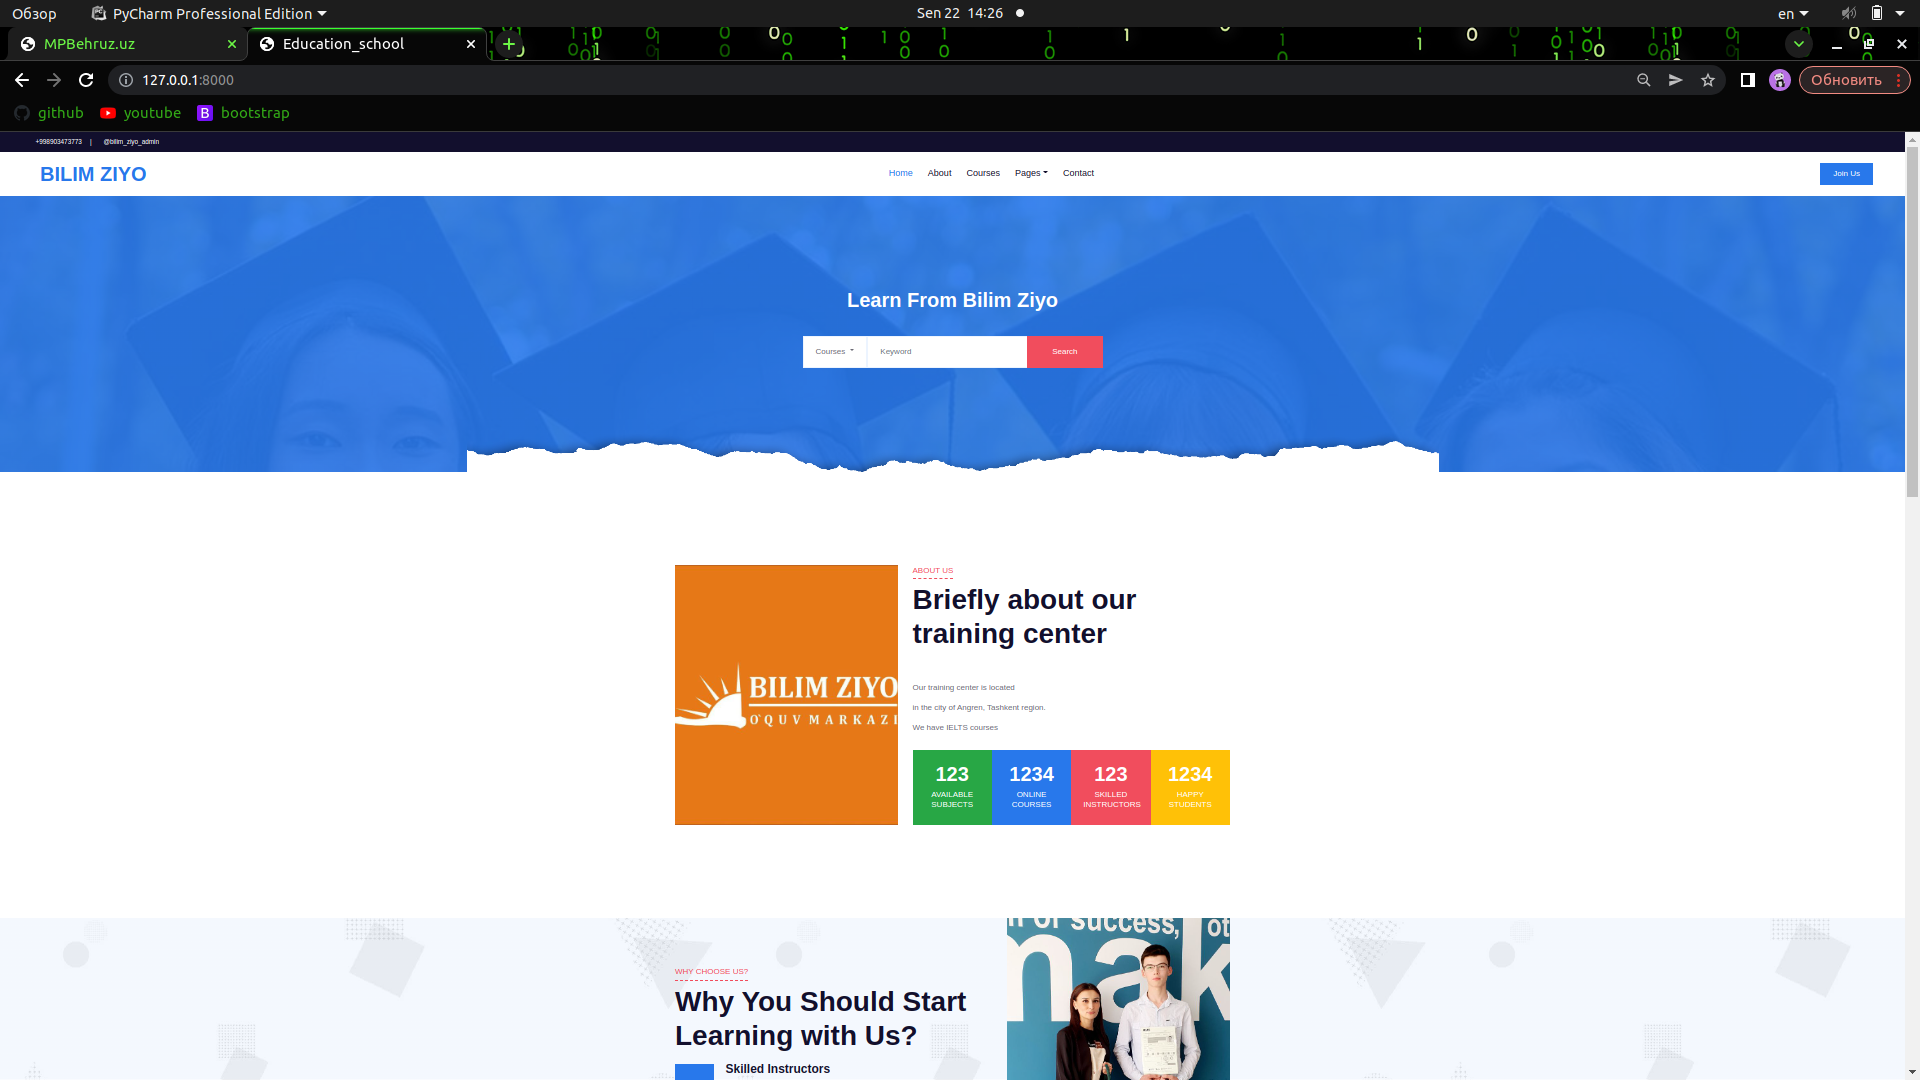 Обзор
PyCharm Professional Edition
Sen 22 14:26
en
MPBehruz.uz
Education_school
127.0.0.1:8000
Обновить
github
youtube
B bootstrap
+998903473773 | @bilim_ziyo_admin
BILIM ZIYO
Home About Courses Pages Contact
Join Us
Learn From Bilim Ziyo
Courses Keyword Search
BILIM ZIYO
O'QUV MARKAZI
ABOUT US
Briefly about our
training center
Our training center is located
in the city of Angren, Tashkent region.
We have IELTS courses
123 1234 123 1234
AVAILABLE ONLINE SKILLED HAPPY
SUBJECTS COURSES INSTRUCTORS STUDENTS
of success,
mak
WHY CHOOSE US?
Why You Should Start
Learning with Us?
Skilled Instructors